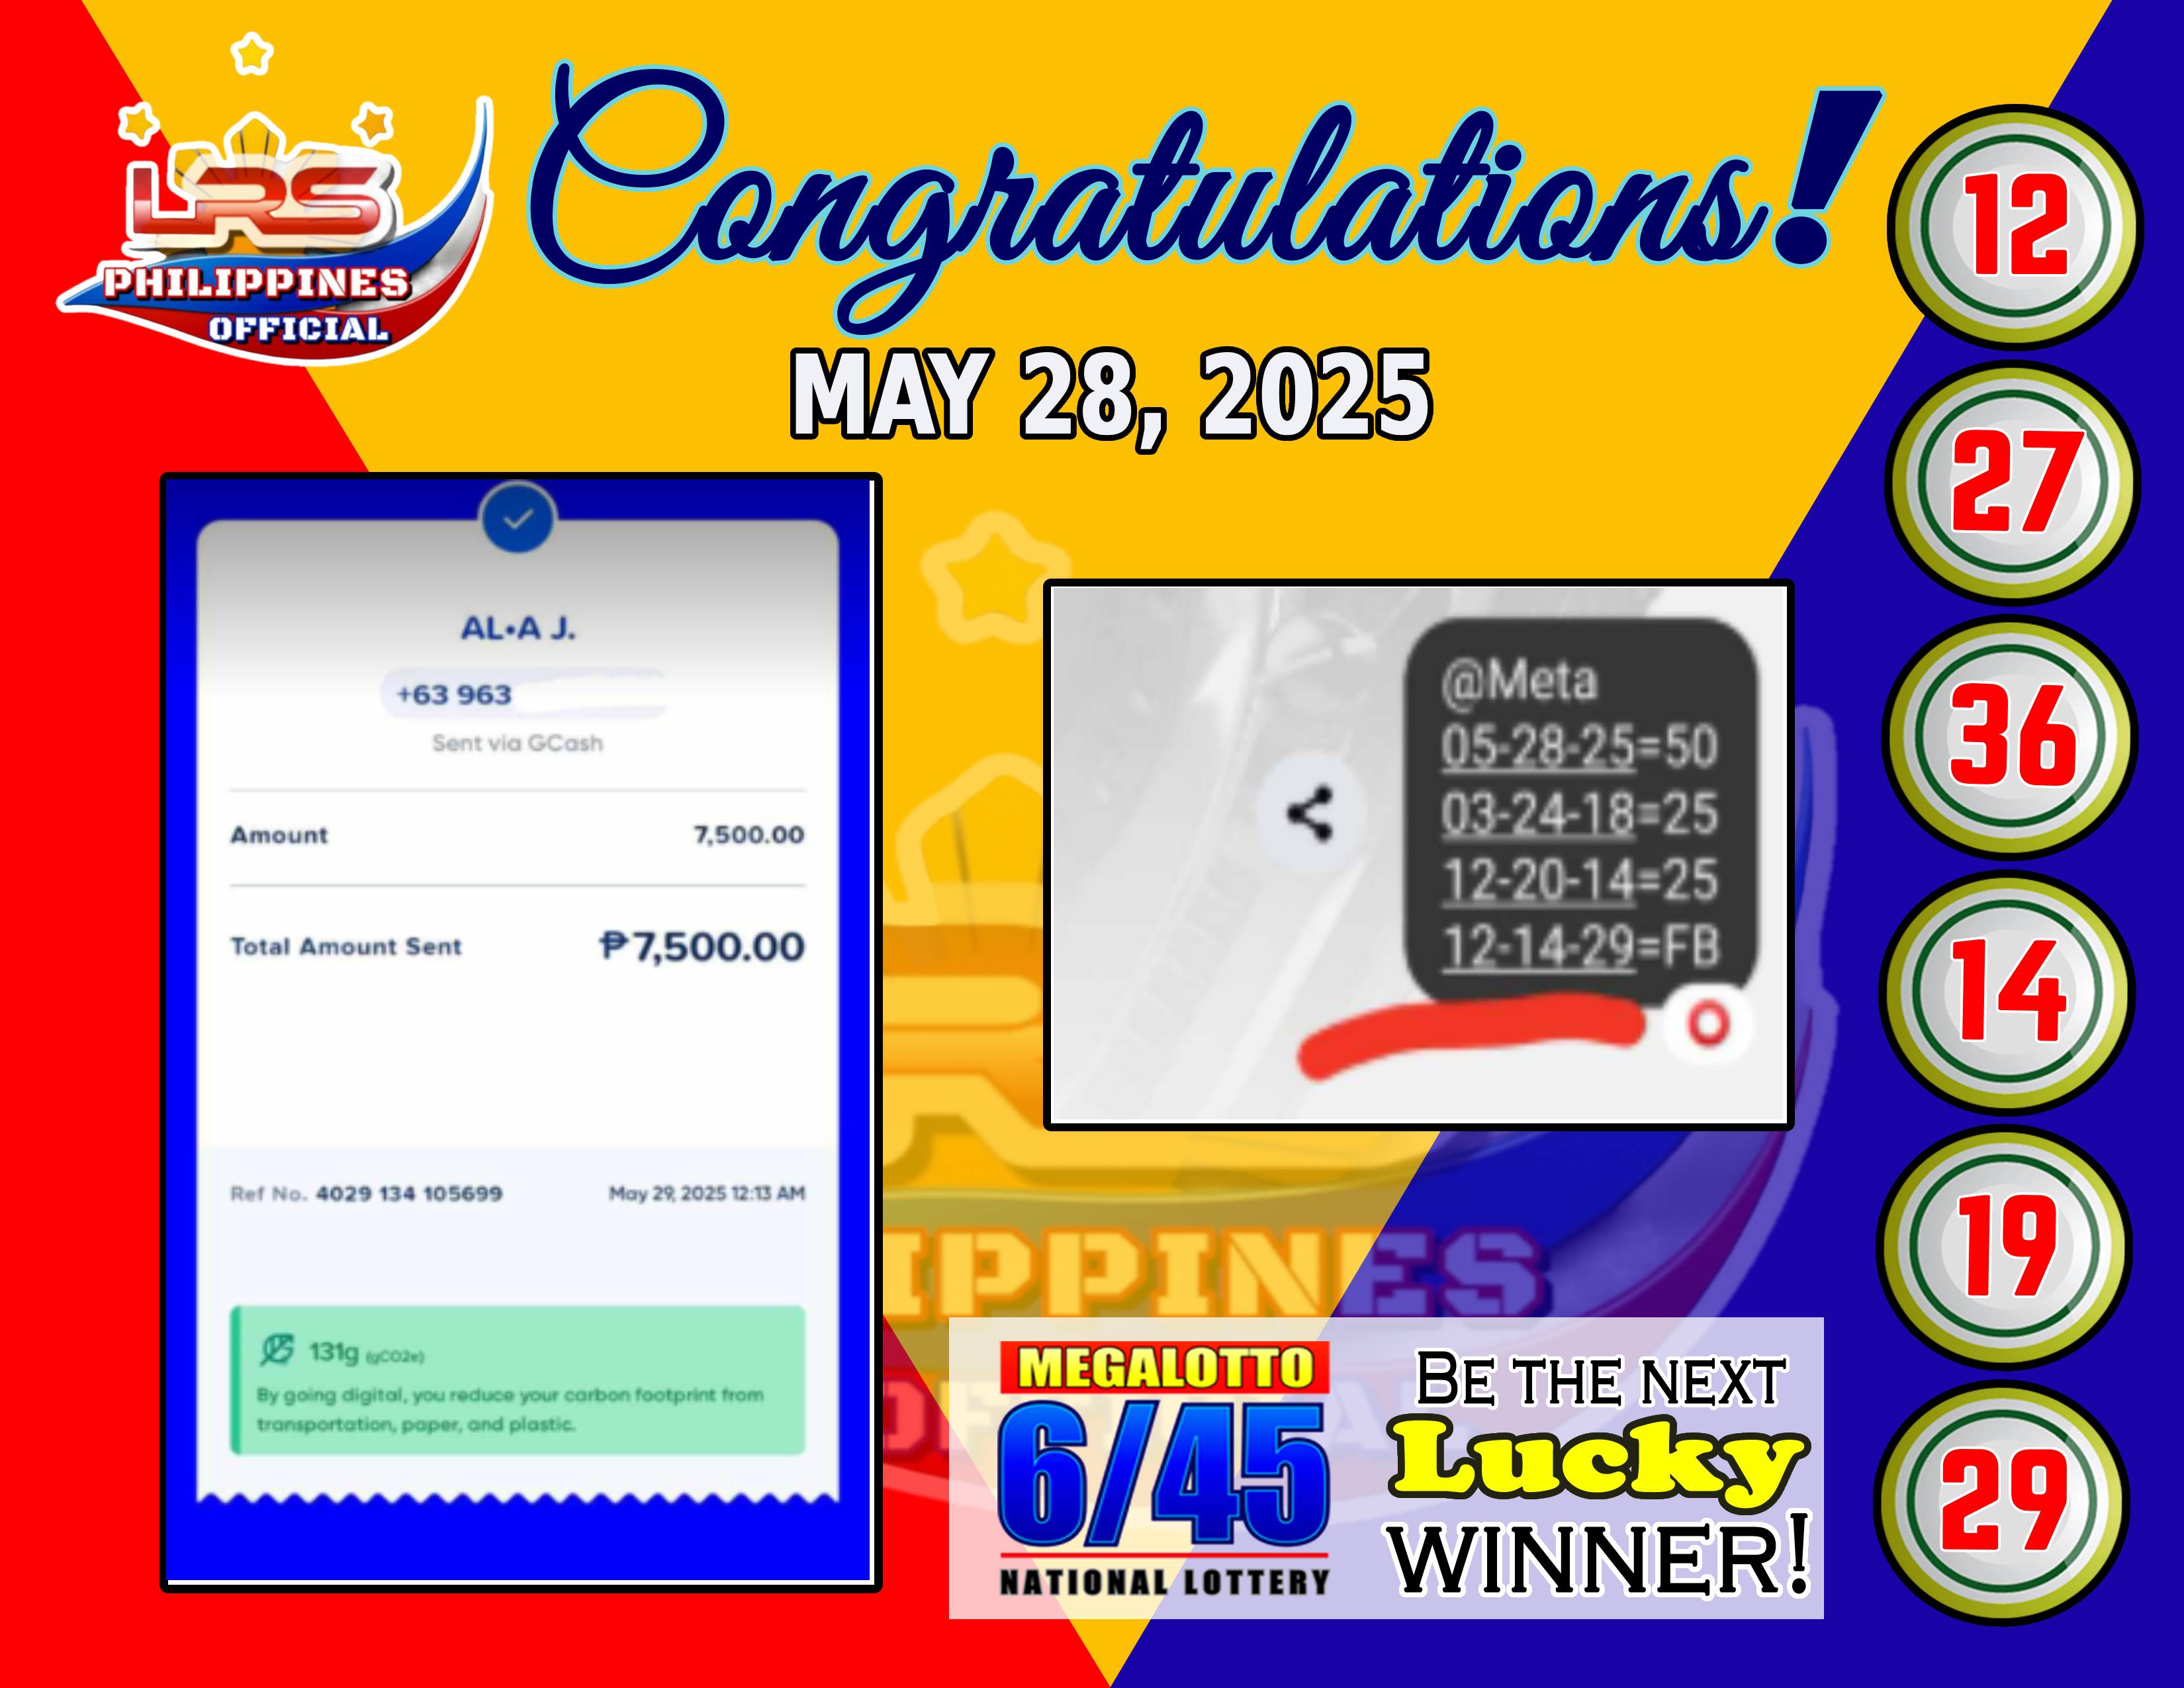 LRS
PHILIPPINES
OFFICIAL
Congratulations!
MAY 28, 2025
AL•A J.
+63 963
Sent via GCash
Amount 7,500.00
Total Amount Sent ₱7,500.00
Ref No. 4029 134 105699 May 29, 2025 12:13 AM
131g (gCO2e)
By going digital, you reduce your carbon footprint from
transportation, paper, and plastic.
@Meta
05-28-25=50
03-24-18=25
12-20-14=25
12-14-29=FB
IPPINES
MEGALOTTO
6/45
NATIONAL LOTTERY
BE THE NEXT
Lucky
WINNER!
12
27
36
14
19
29